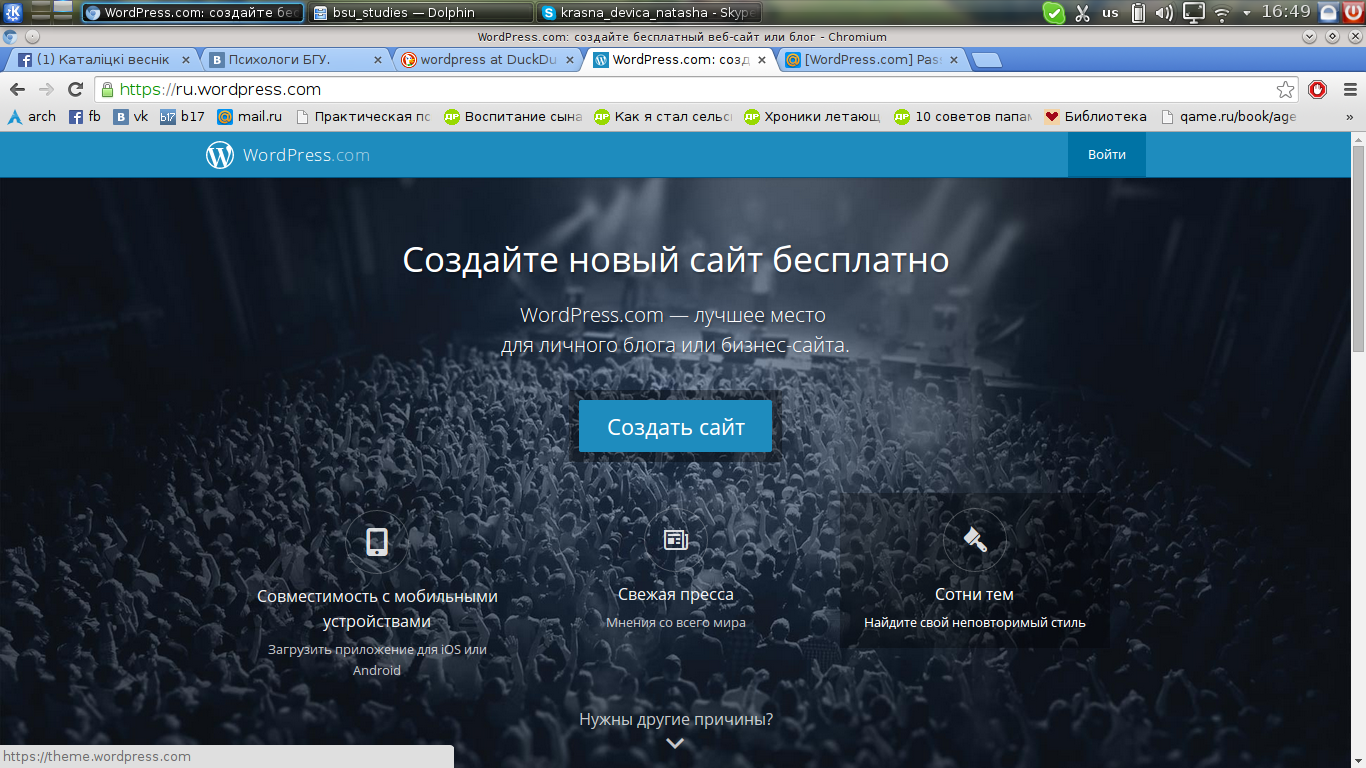 WordPress.com: создайте бес
bsu_studies — Dolphin
krasna_devica_natasha - Skype
us
16:49
WordPress.com: создайте бесплатный веб-сайт или блог - Chromium
(1) Каталіцкі веснік
Психологи БГУ.
wordpress at DuckDu
WordPress.com: созд
[WordPress.com] Pas
https://ru.wordpress.com
arch
fb
vk
b17
mail.ru
Практическая пс
Воспитание сына
Как я стал сельс
Хроники летающ
10 советов папам
Библиотека
qame.ru/book/age
»
WordPress.com
Войти
Создайте новый сайт бесплатно
WordPress.com — лучшее место
для личного блога или бизнес-сайта.
Создать сайт
Совместимость с мобильными
устройствами
Загрузить приложение для iOS или
Android
Свежая пресса
Мнения со всего мира
Сотни тем
Найдите свой неповторимый стиль
Нужны другие причины?
https://theme.wordpress.com